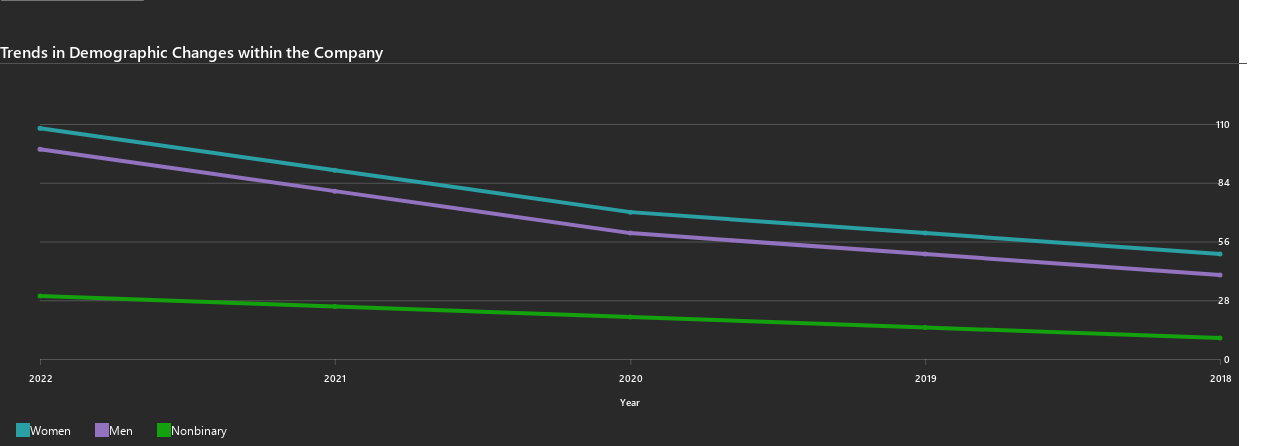 Trends in Demographic Changes within the Company
110
84
56
28
0
2022 2021 2020 2019 2018
Year
Women Men Nonbinary